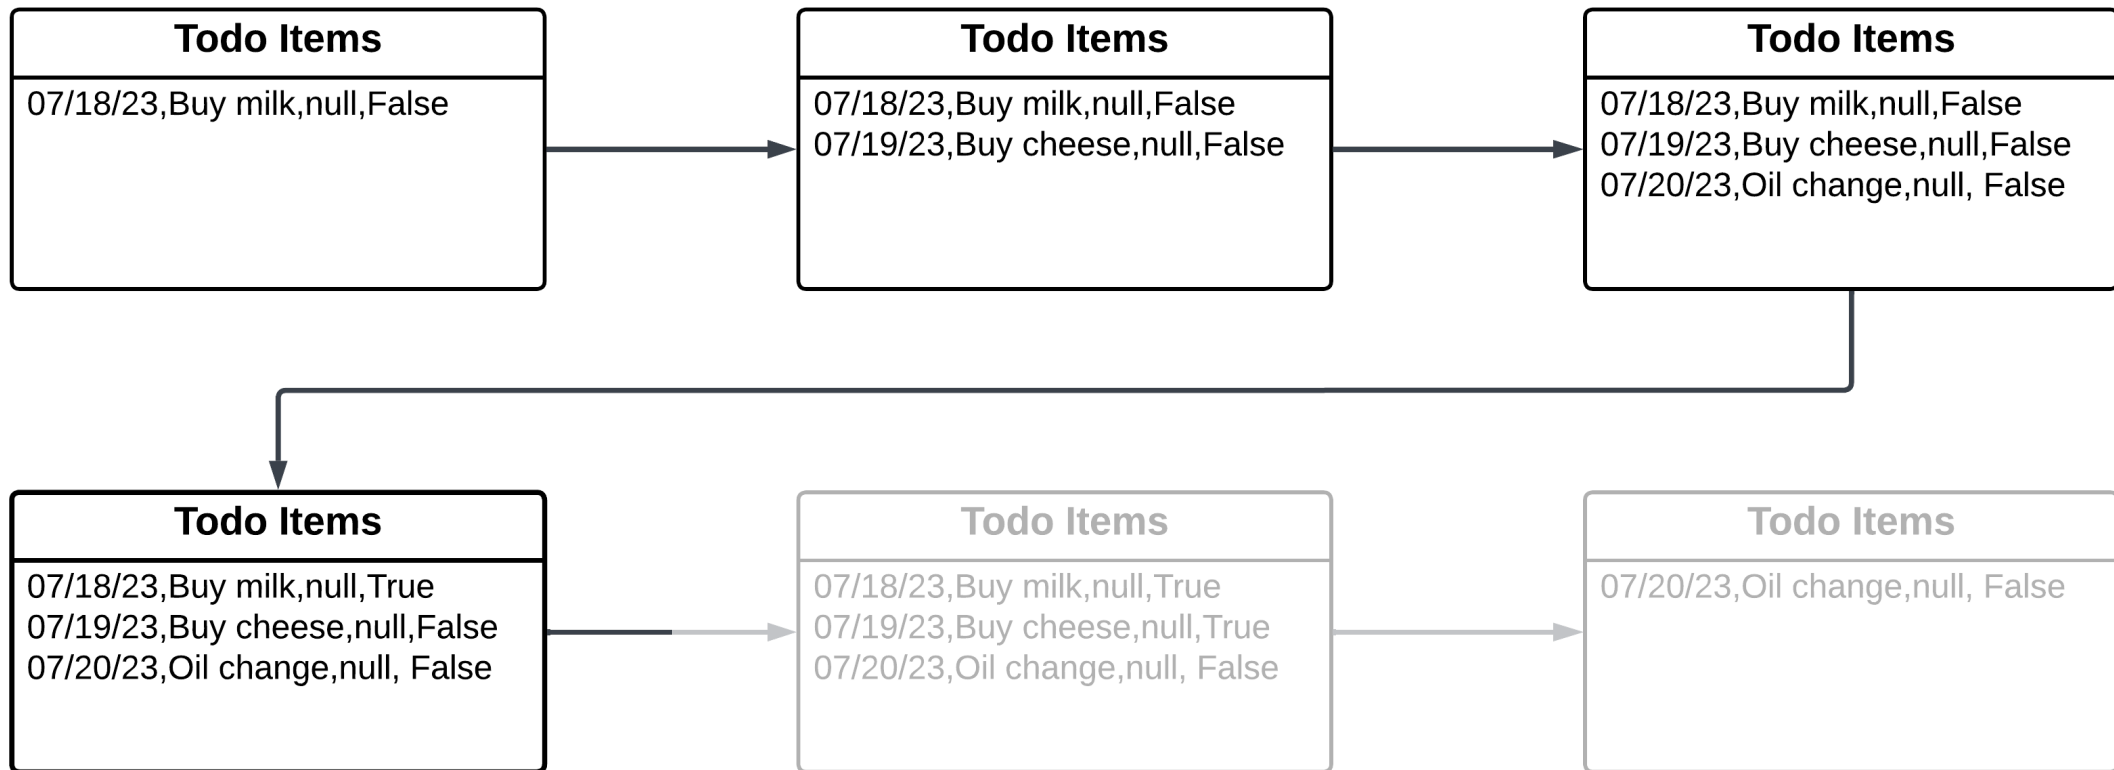 Todo Items
07/18/23,Buy milk,null,False
Todo Items
07/18/23,Buy milk,null,False
07/19/23,Buy cheese,null,False
Todo Items
07/18/23,Buy milk,null,False
07/19/23,Buy cheese,null,False
07/20/23,Oil change,null, False
Todo Items
07/18/23,Buy milk,null,True
07/19/23,Buy cheese,null,False
07/20/23,Oil change,null, False
Todo Items
07/18/23,Buy milk,null,True
07/19/23,Buy cheese,null,True
07/20/23,Oil change,null, False
Todo Items
07/20/23,Oil change,null, False